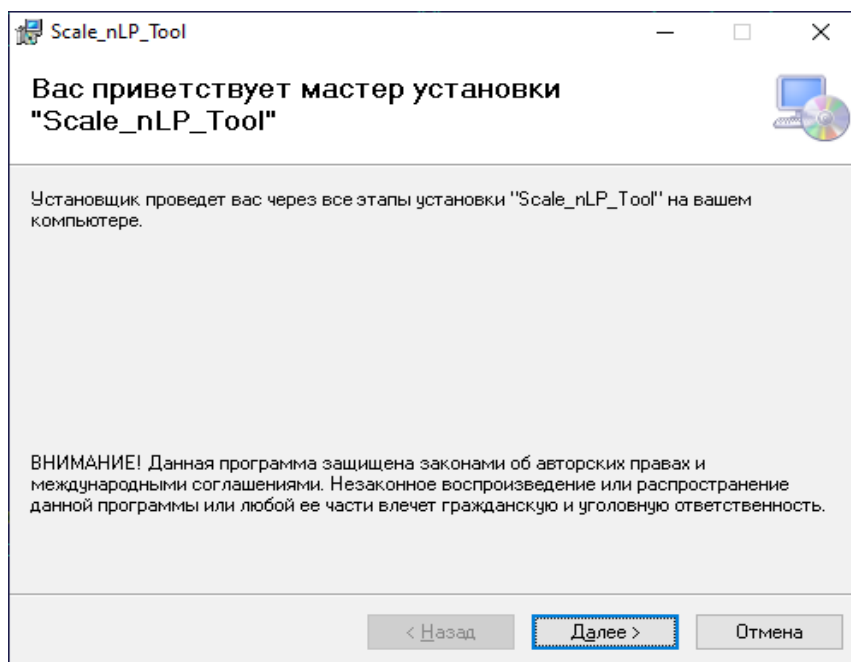 Scale_nLP_Tool
Вас приветствует мастер установки
"Scale_nLP_Tool"
Установщик проведет вас через все этапы установки "Scale_nLP_Tool" на вашем
компьютере.
ВНИМАНИЕ! Данная программа защищена законами об авторских правах и
международными соглашениями. Незаконное воспроизведение или распространение
данной программы или любой ее части влечет гражданскую и уголовную ответственность.
< Назад
Далее >
Отмена